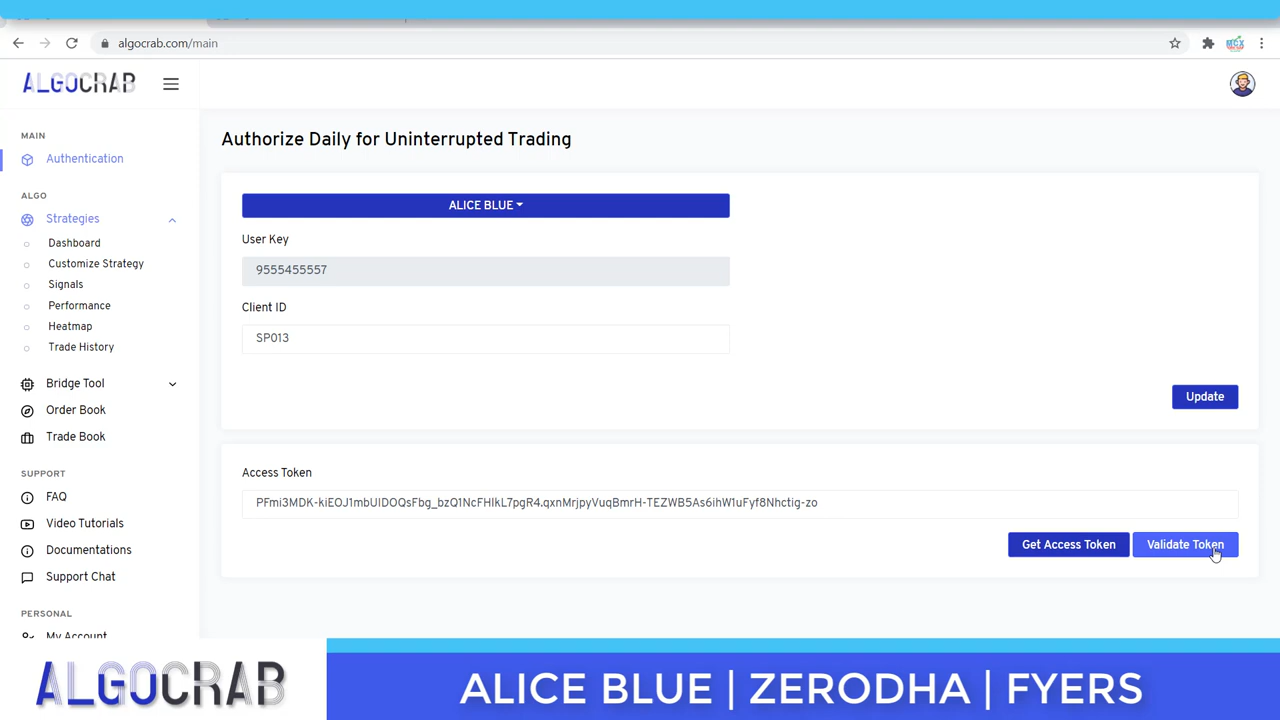 algocrab.com/main
MCX
ALGOCRAB
MAIN
Authentication
ALGO
Strategies
Dashboard
Customize Strategy
Signals
Performance
Heatmap
Trade History
Bridge Tool
Order Book
Trade Book
SUPPORT
FAQ
Video Tutorials
Documentations
Support Chat
PERSONAL
My Account
Authorize Daily for Uninterrupted Trading
ALICE BLUE
User Key
9555455557
Client ID
SP013
Update
Access Token
PFmi3MDK-kiEOJ1mbUIDOQsFbg_bzQ1NcFHIkL7pgR4.qxnMrjpyVuqBmrH-TEZWB5As6ihW1uFyf8Nhctig-zo
Get Access Token
Validate Token
ALGOCRAB
ALICE BLUE | ZERODHA | FYERS